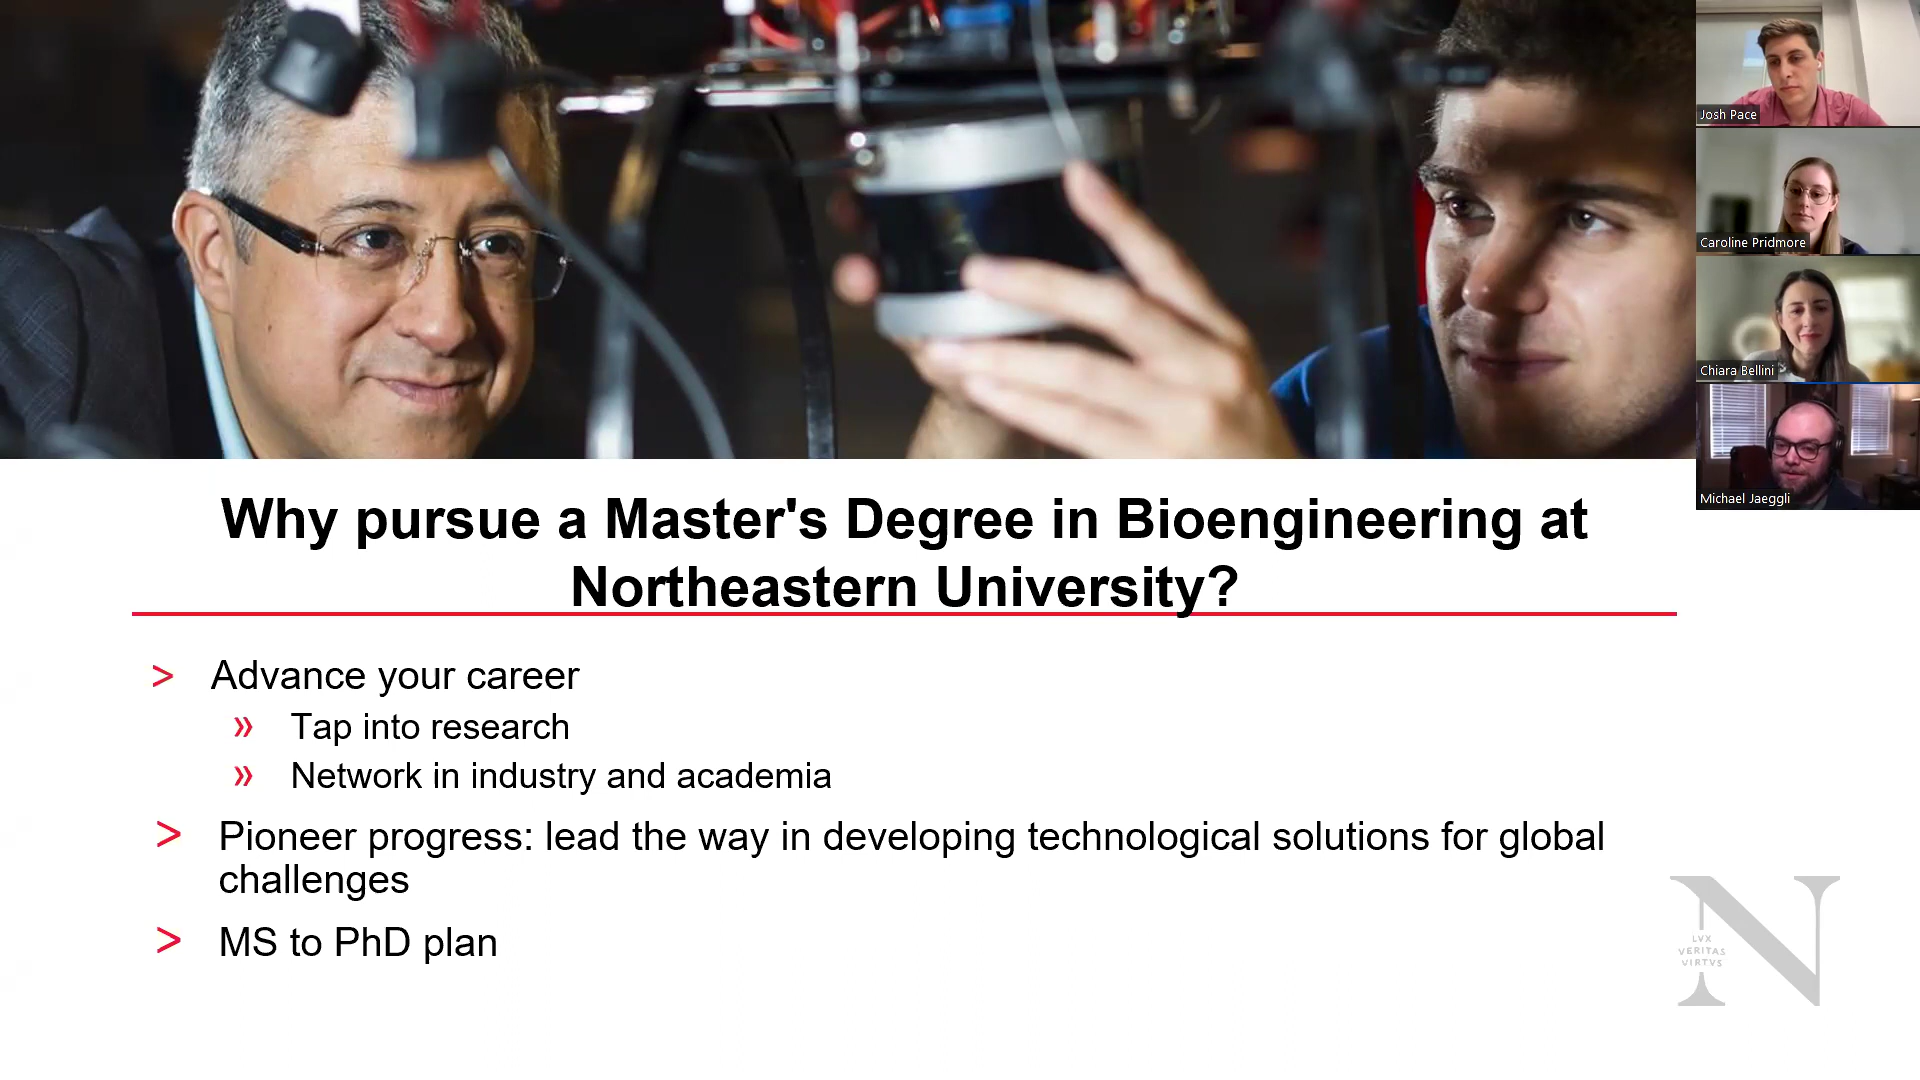 Josh Pace
Caroline Pridmore
Chiara Bellini
Michael Jaeggli
Why pursue a Master's Degree in Bioengineering at
Northeastern University?
> Advance your career
» Tap into research
» Network in industry and academia
> Pioneer progress: lead the way in developing technological solutions for global
challenges
> MS to PhD plan
N
LVX
VERITAS
VIRTVS